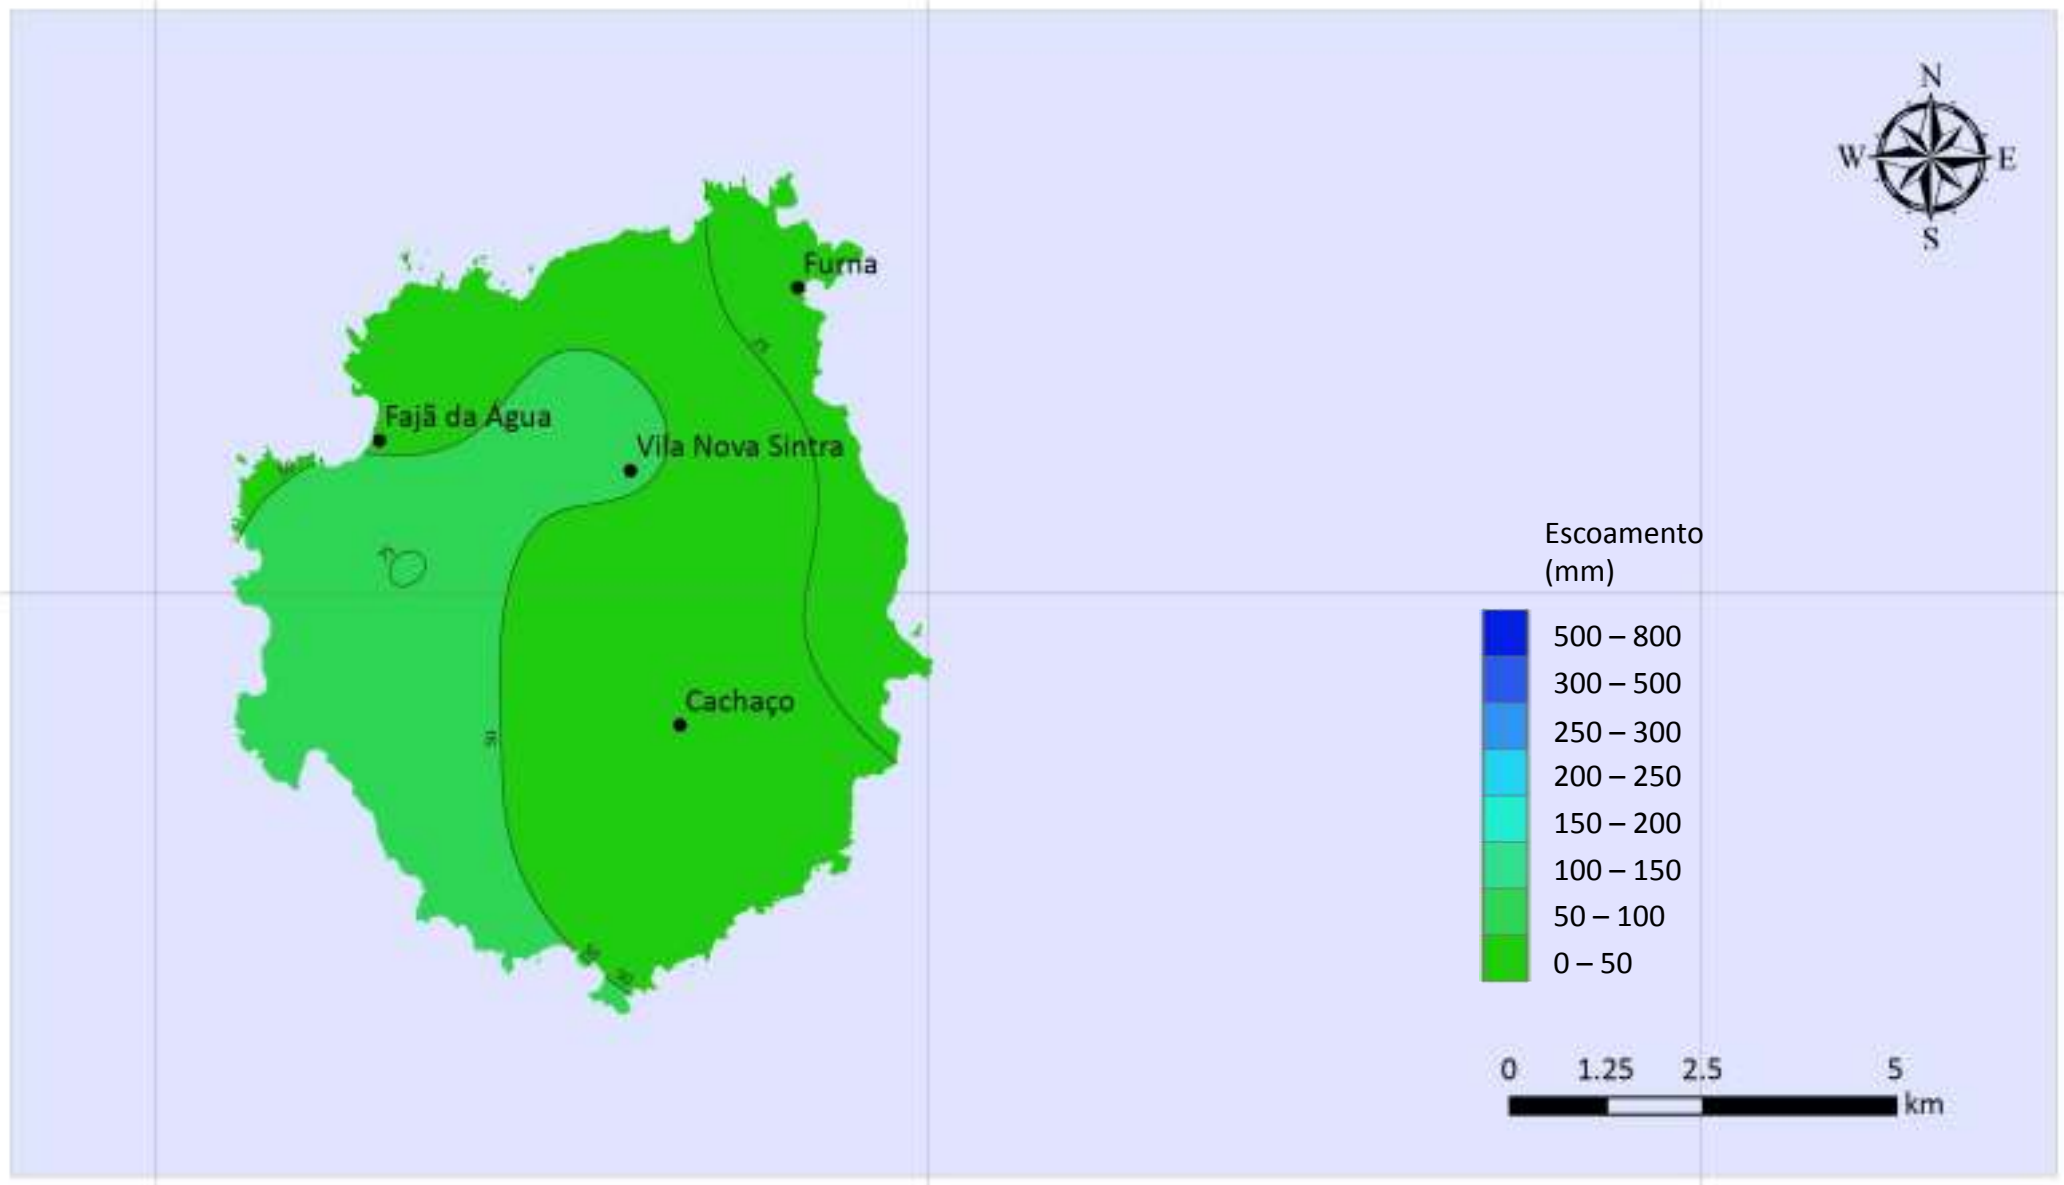 N
W
E
S
Furna
Fajã da Água
Vila Nova Sintra
Cachaço
50
Escoamento
(mm)
500 – 800
300 – 500
250 – 300
200 – 250
150 – 200
100 – 150
50 – 100
0 – 50
0 1.25 2.5 5
km